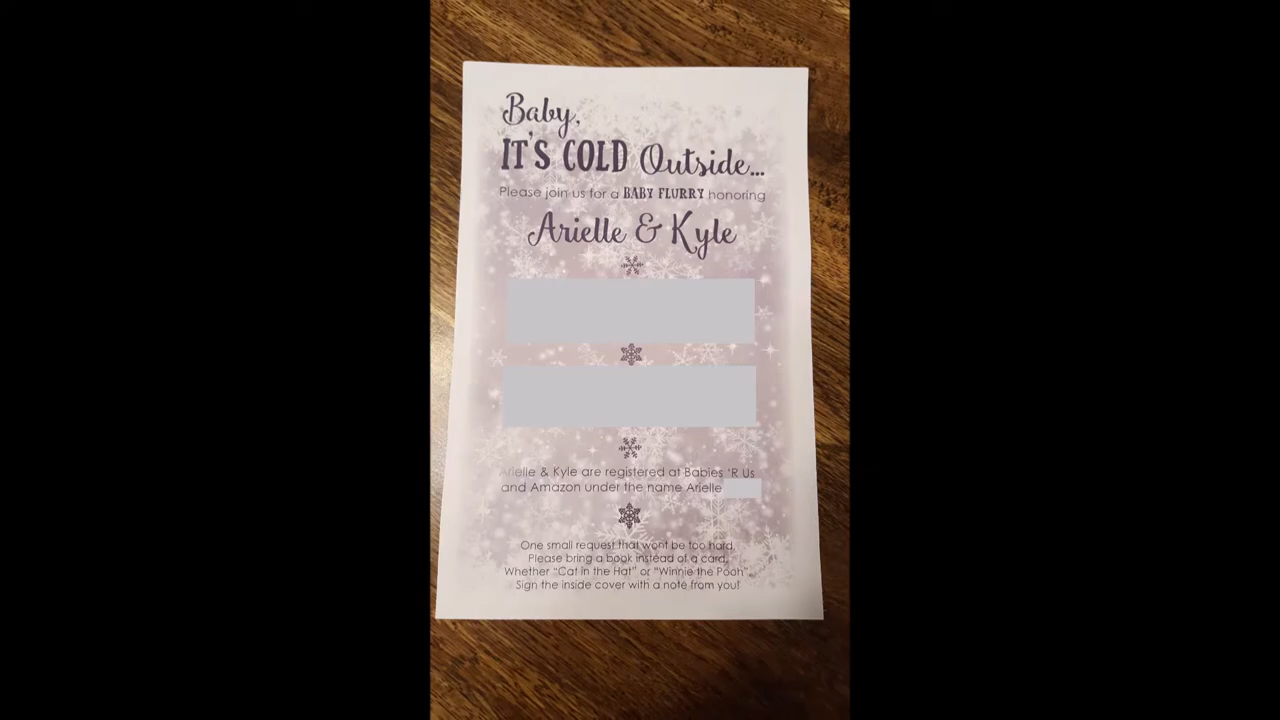 Baby,
IT'S COLD Outside...
Please join us for a BABY FLURRY honoring
Arielle & Kyle
Arielle & Kyle are registered at Babies 'R Us
and Amazon under the name Arielle
One small request that wont be too hard,
Please bring a book instead of a card,
Whether "Cat in the Hat" or "Winnie the Pooh"
Sign the inside cover with a note from you!